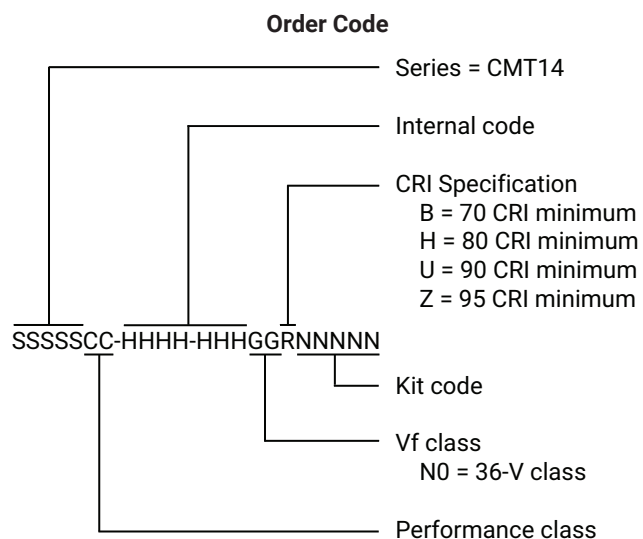 Order Code
Series = CMT14
Internal code
CRI Specification
B = 70 CRI minimum
H = 80 CRI minimum
U = 90 CRI minimum
Z = 95 CRI minimum
SSSSSCC-HHHH-HHHGGRNNNNN
Kit code
Vf class
N0 = 36-V class
Performance class